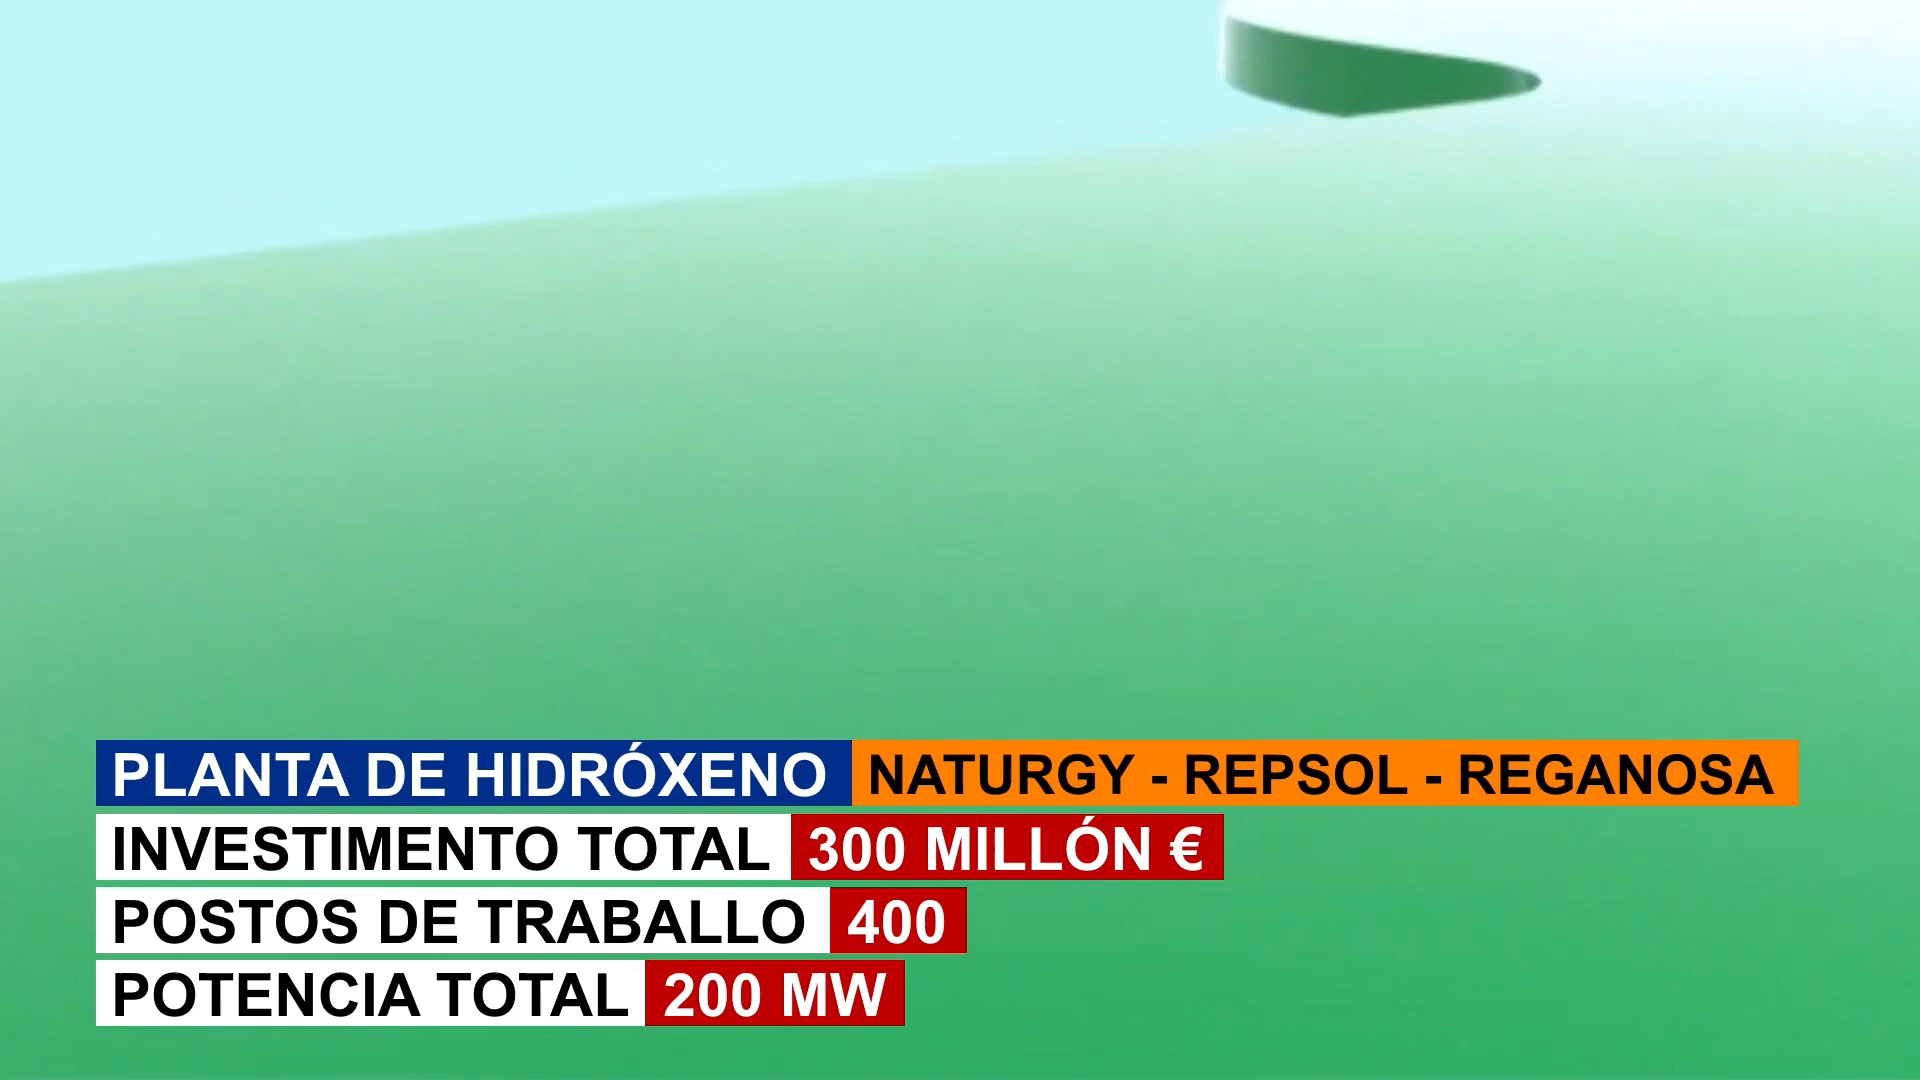 PLANTA DE HIDRÓXENO NATURGY - REPSOL - REGANOSA
INVESTIMENTO TOTAL 300 MILLÓN €
POSTOS DE TRABALLO 400
POTENCIA TOTAL 200 MW